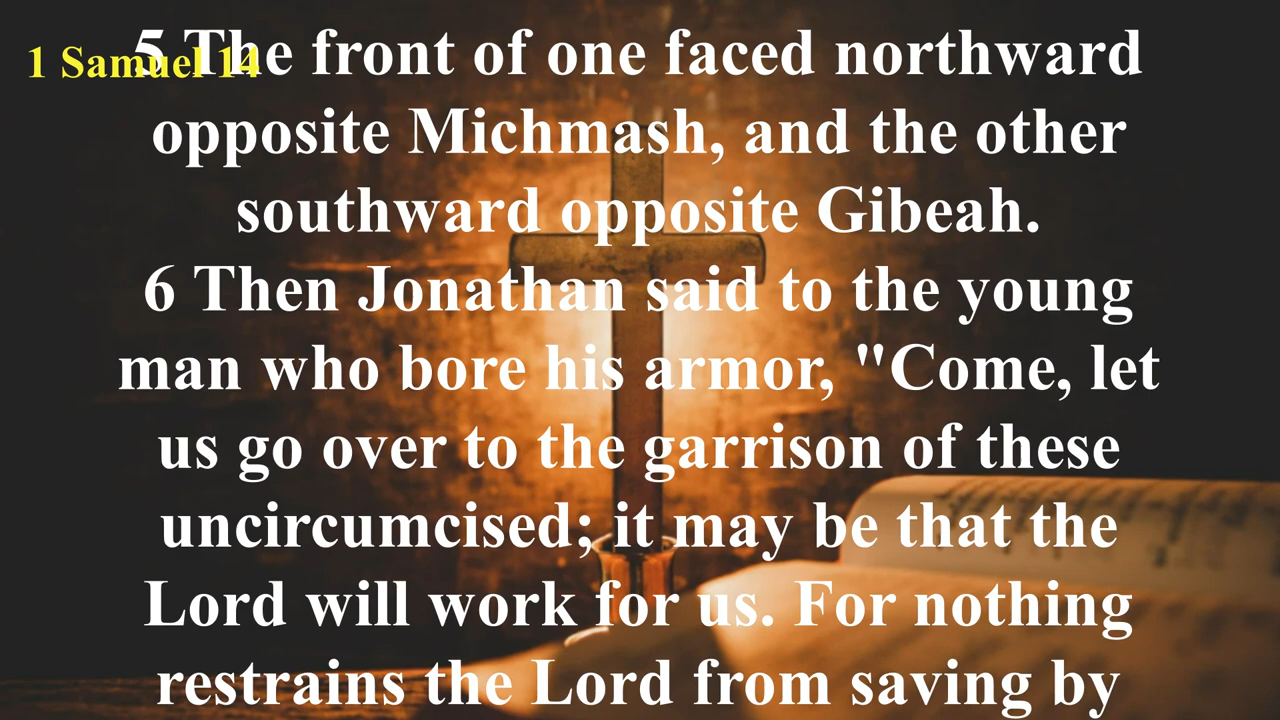 1 Samuel 14
5 The front of one faced northward
opposite Michmash, and the other
southward opposite Gibeah.
6 Then Jonathan said to the young
man who bore his armor, "Come, let
us go over to the garrison of these
uncircumcised; it may be that the
Lord will work for us. For nothing
restrains the Lord from saving by